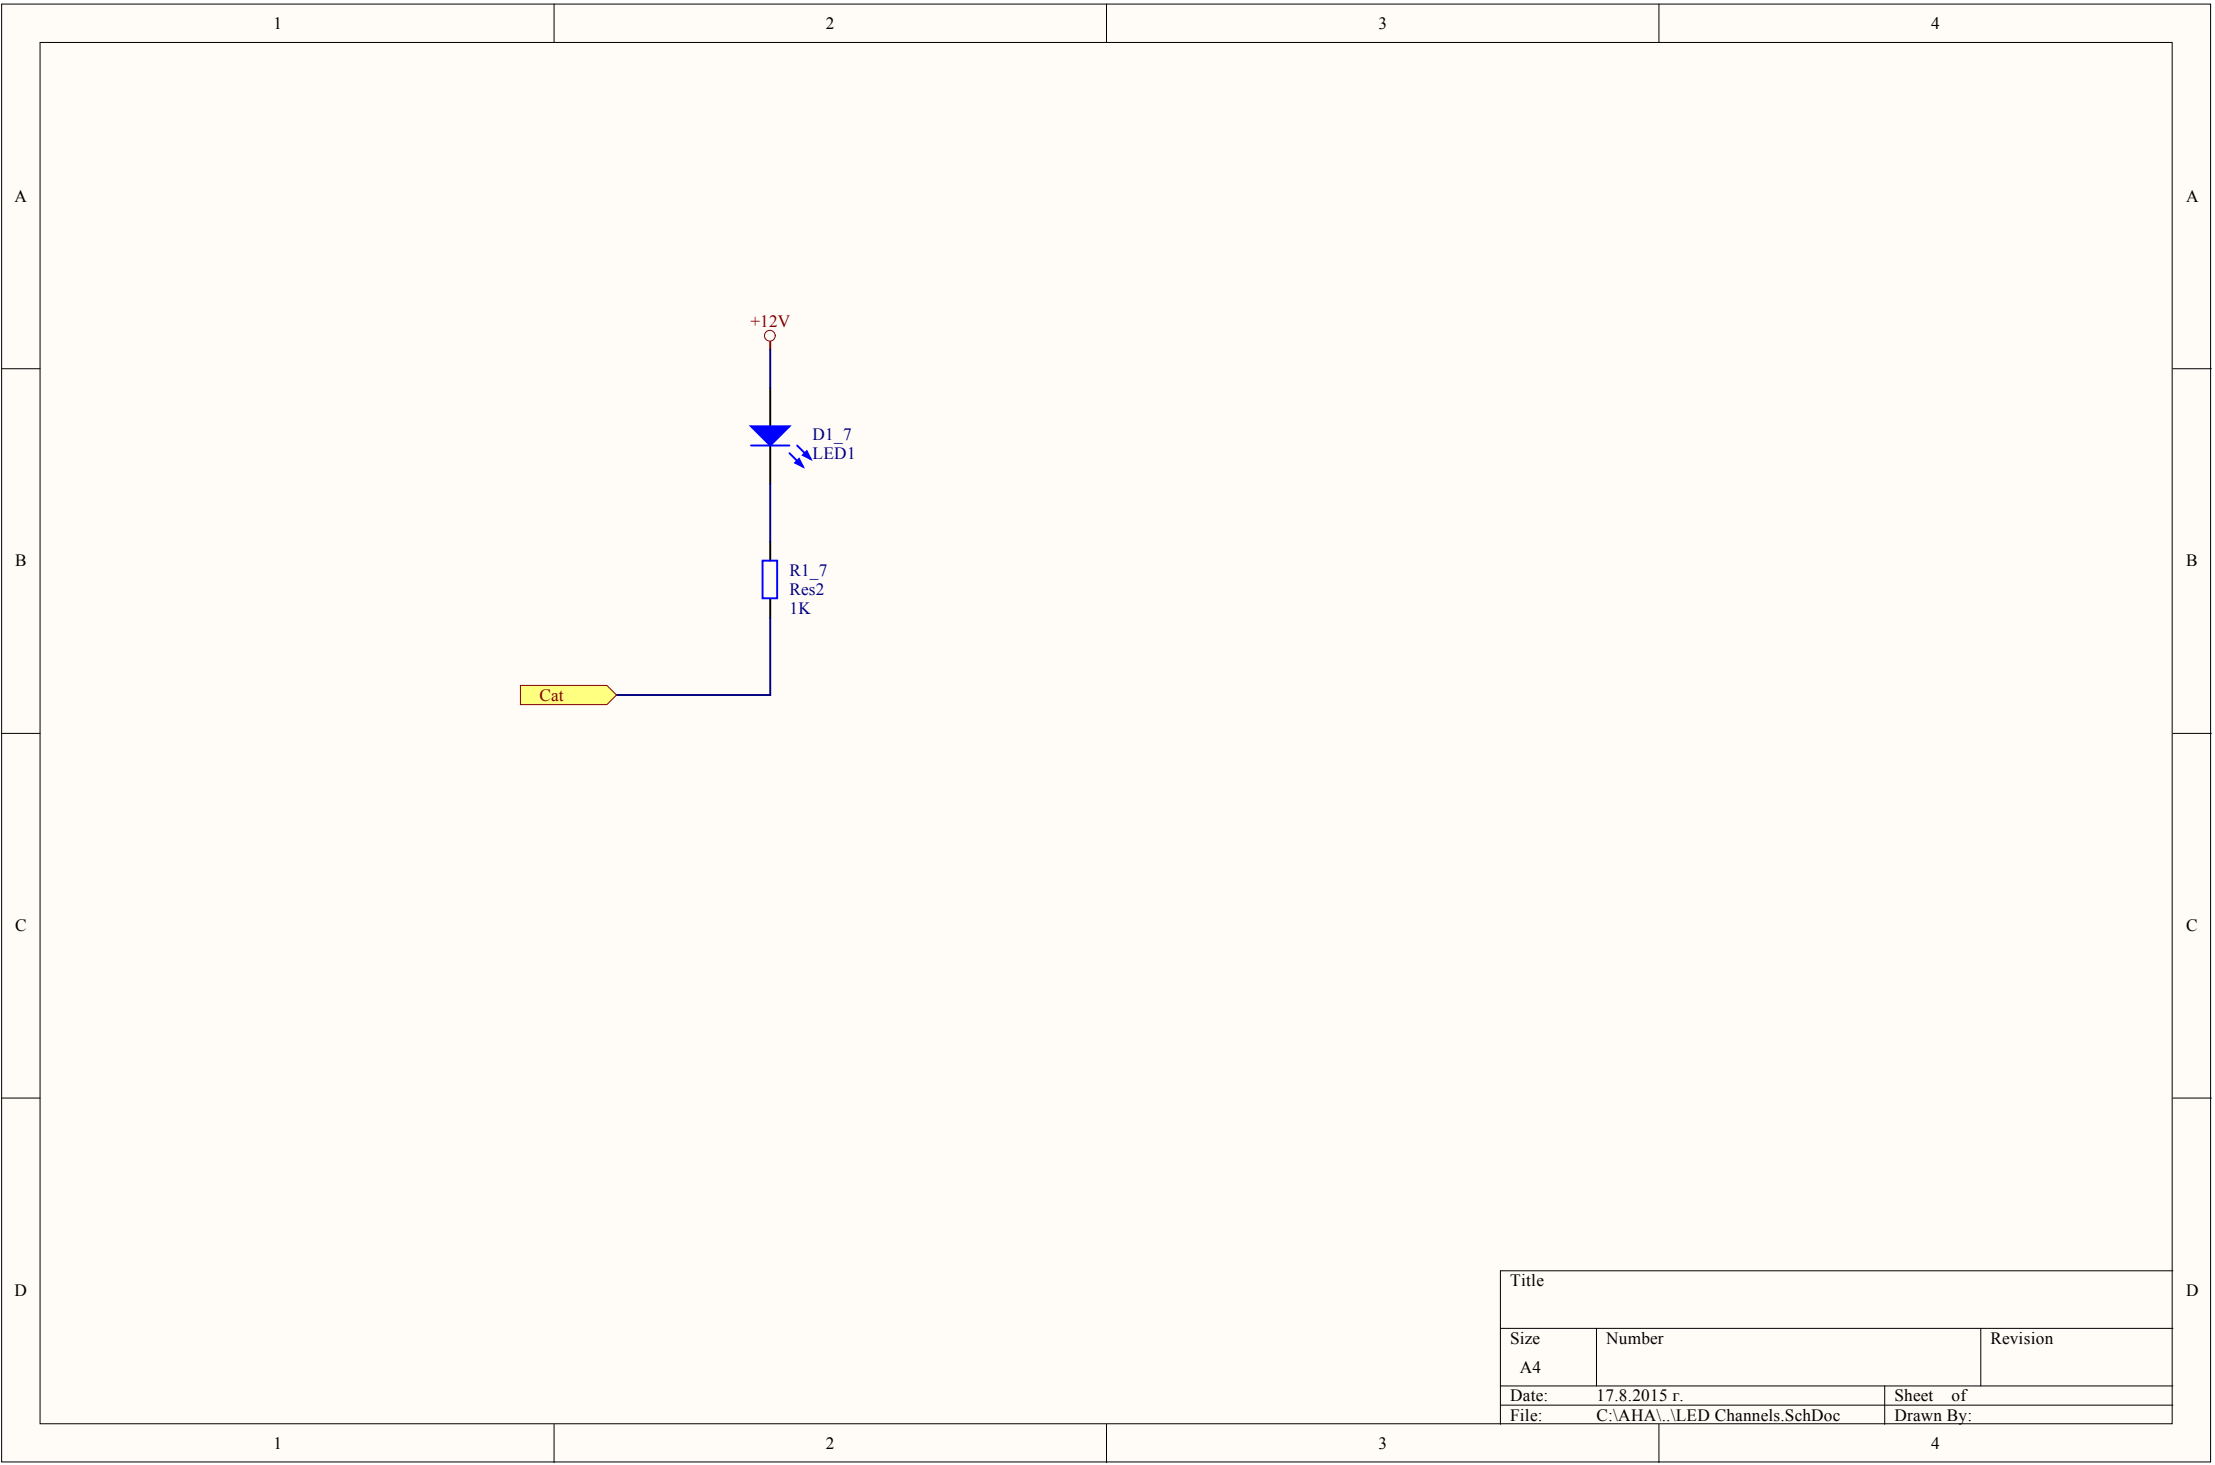 1 2 3 4
A A
+12V
B B
D1_7
LED1
R1_7
Res2
1K
Cat
C C
D D
Title
Size Number Revision
A4
Date: 17.8.2015 г. Sheet of
File: C:\AHA\..\LED Channels.SchDoc Drawn By:
1 2 3 4